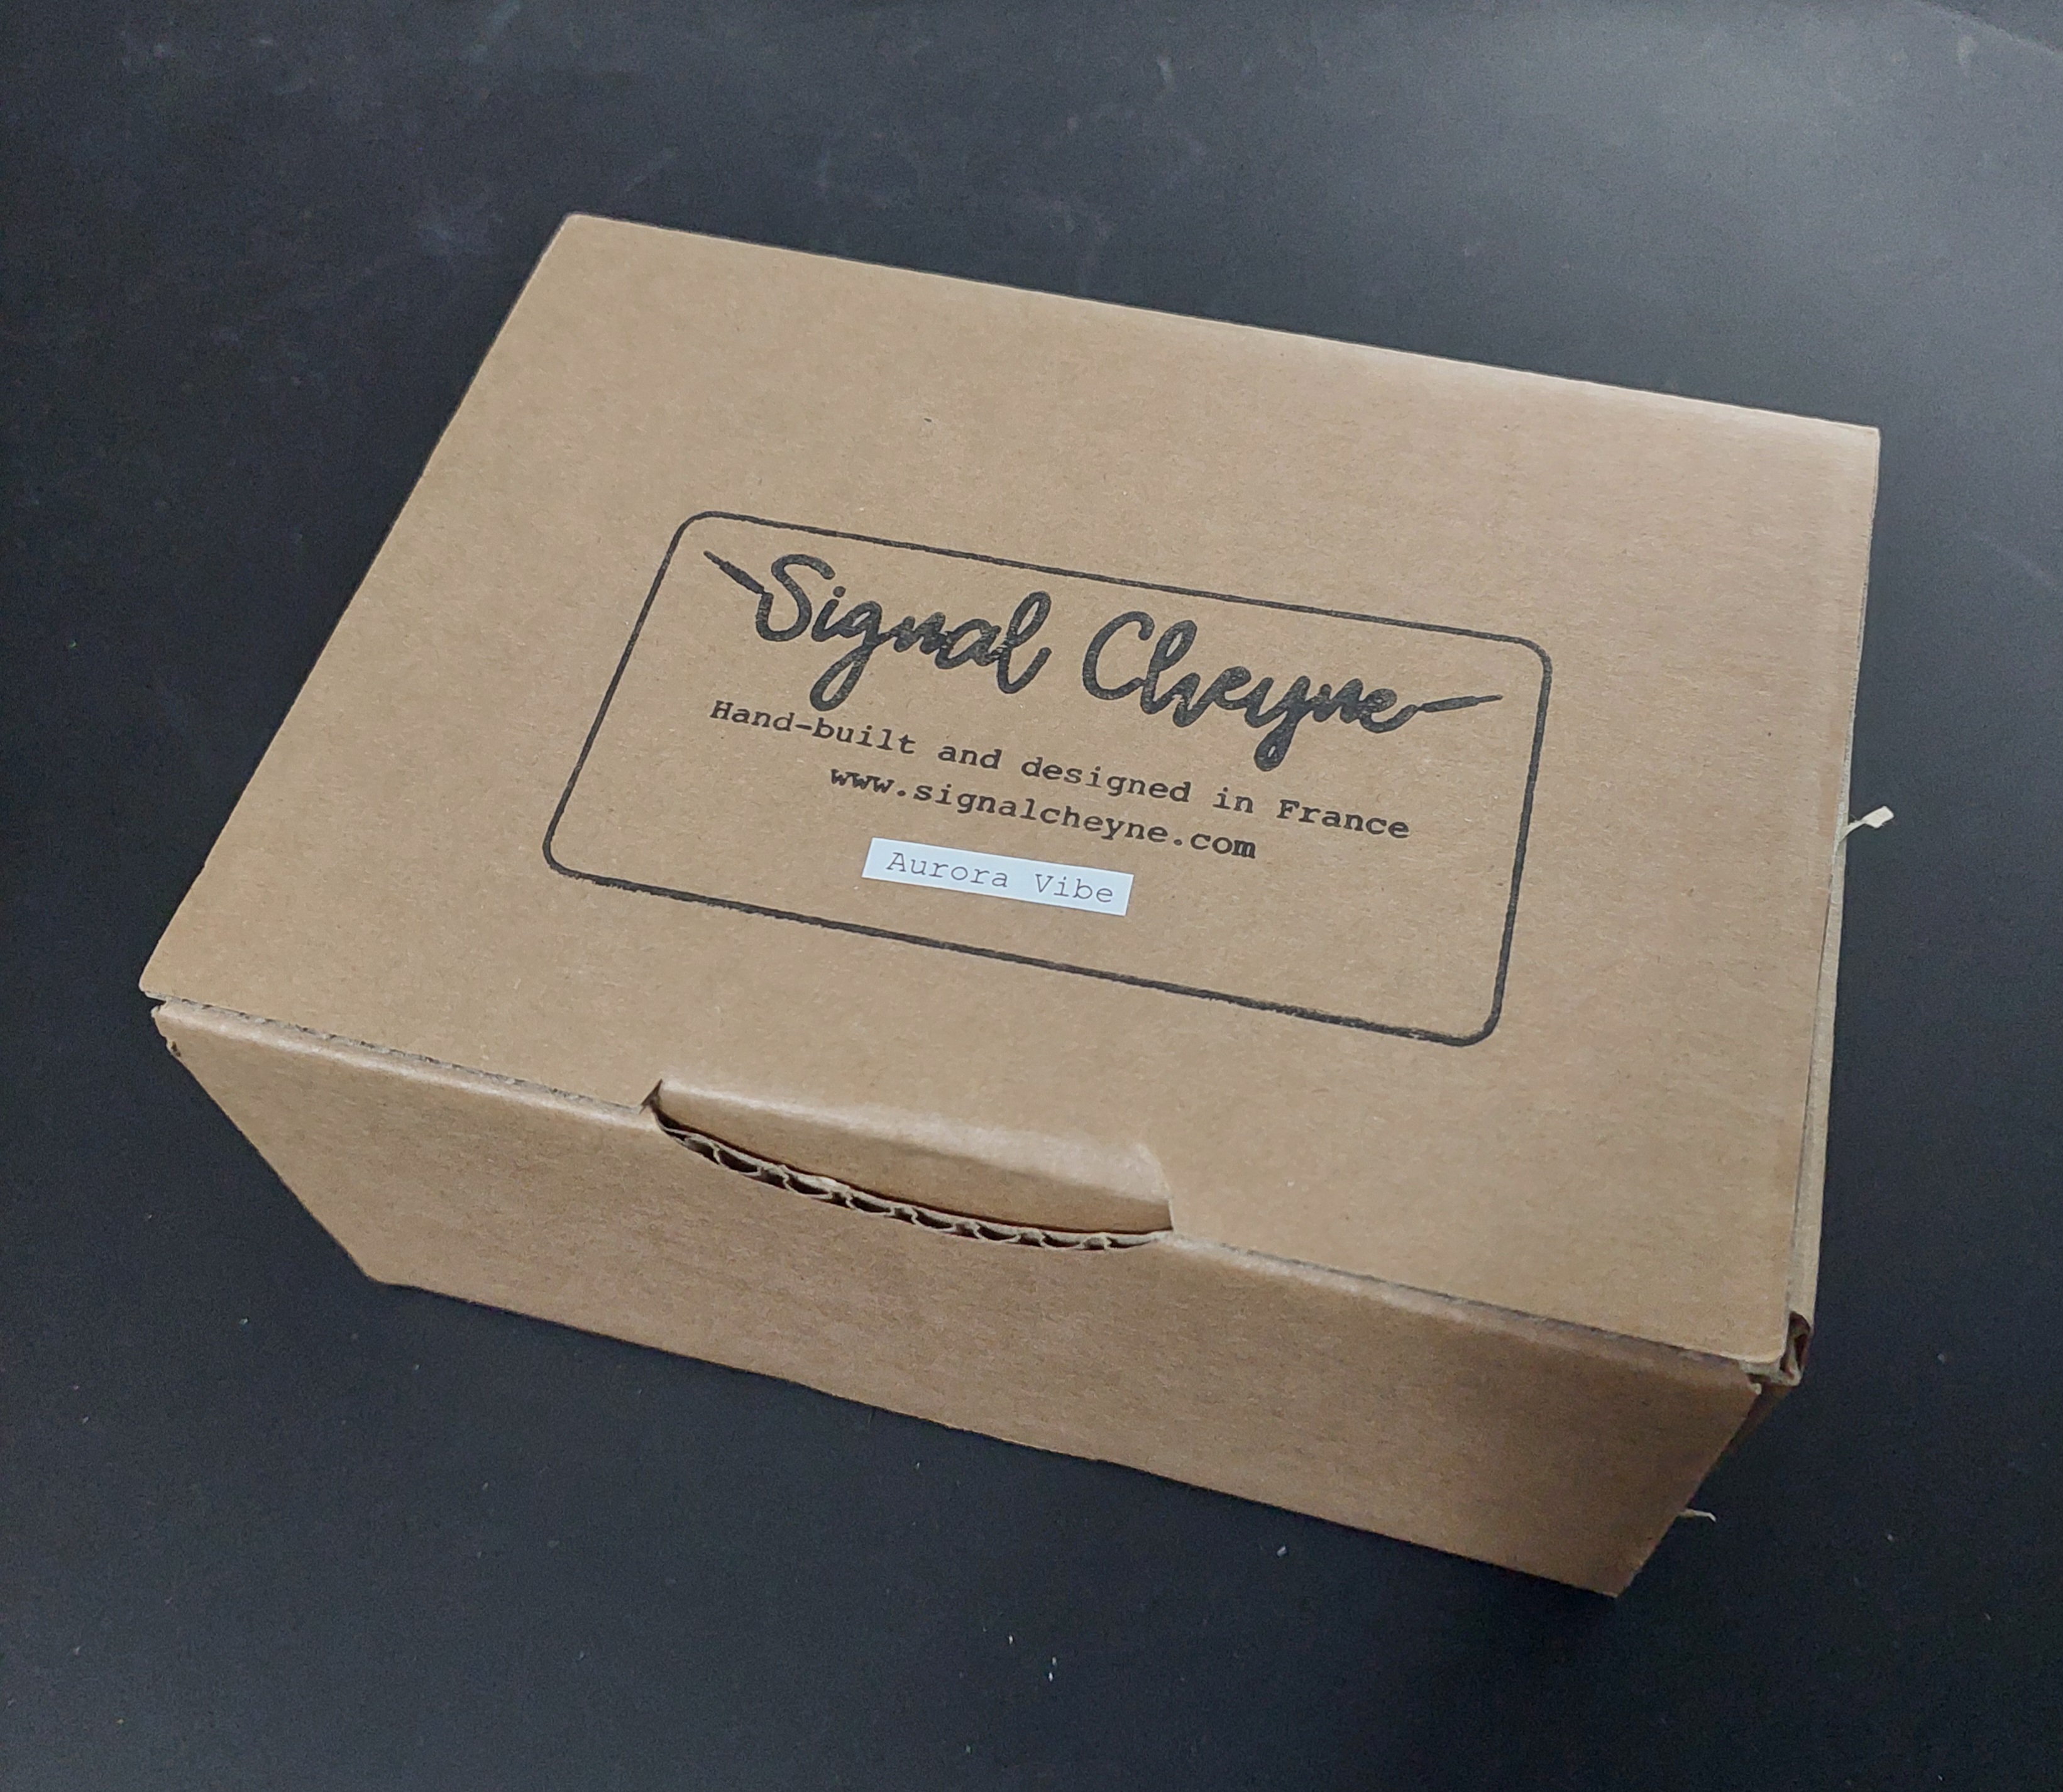 Signal Cheyne
Hand-built and designed in France
www.signalcheyne.com
Aurora Vibe